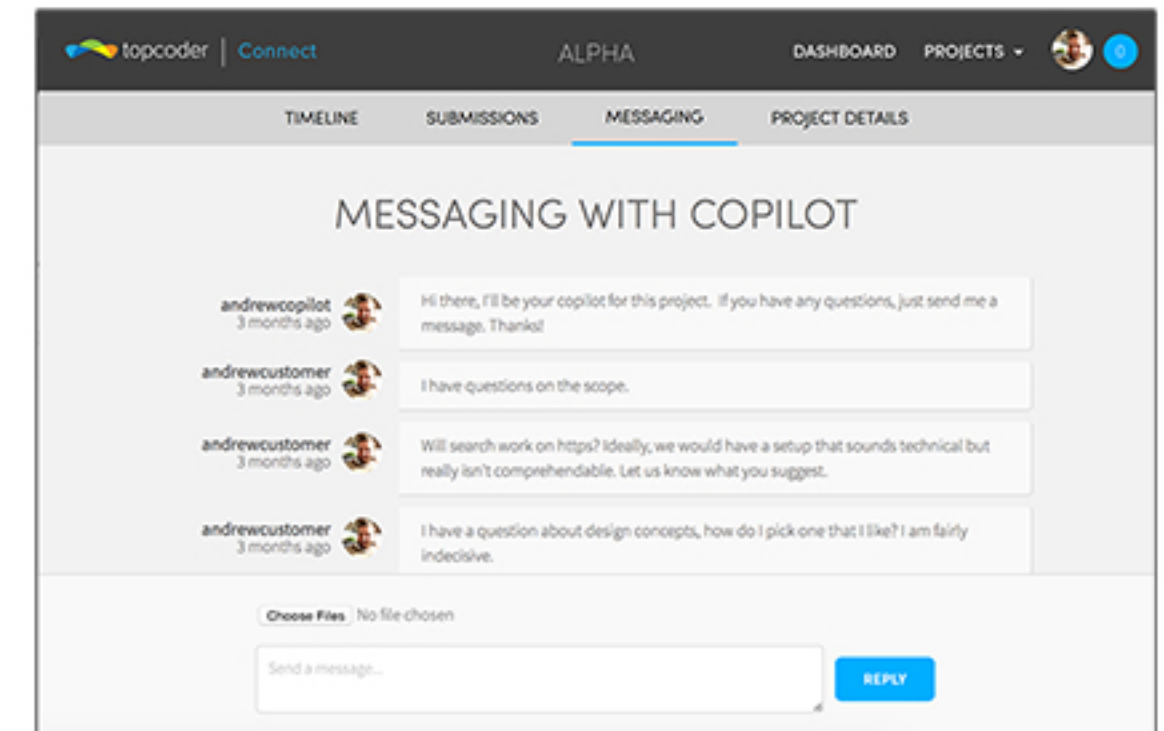 topcoder | Connect ALPHA DASHBOARD PROJECTS 0
TIMELINE SUBMISSIONS MESSAGING PROJECT DETAILS
MESSAGING WITH COPILOT
andrewcopilot
3 months ago
Hi there, I'll be your copilot for this project. If you have any questions, just send me a
message. Thanks!
andrewcustomer
3 months ago
I have questions on the scope.
andrewcustomer
3 months ago
Will search work on https? Ideally, we would have a setup that sounds technical but
really isn't comprehendable. Let us know what you suggest.
andrewcustomer
3 months ago
I have a question about design concepts, how do I pick one that I like? I am fairly
indecisive.
Choose Files No file chosen
Send a message...
REPLY